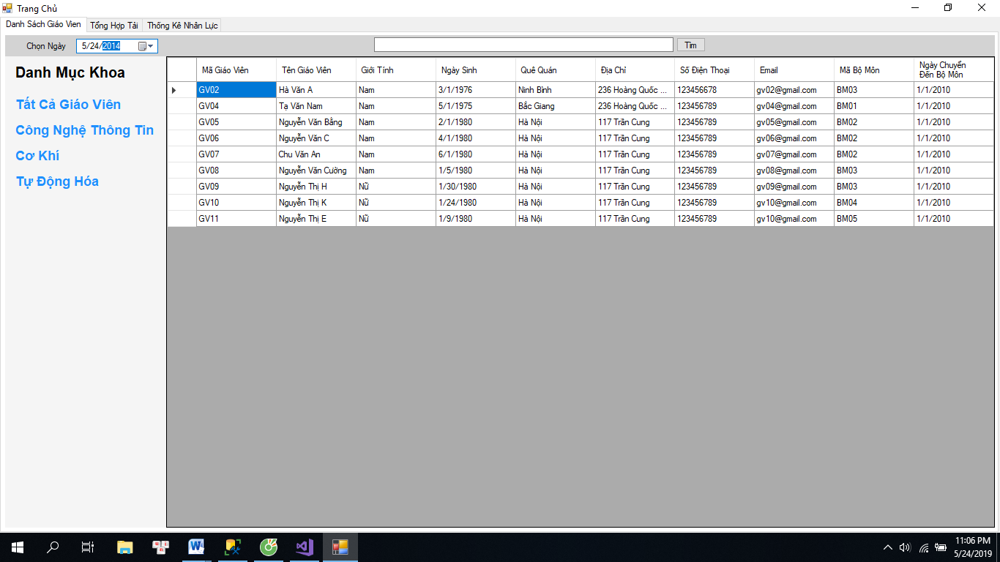 Trang Chủ
Danh Sách Giáo Vien Tổng Hợp Tải Thống Kê Nhân Lực
Chọn Ngày 5/24/2014 Tìm
Danh Mục Khoa
Tất Cả Giáo Viên
Công Nghệ Thông Tin
Cơ Khí
Tự Động Hóa
Mã Giáo Viên Tên Giáo Viên Giới Tính Ngày Sinh Quê Quán Địa Chỉ Số Điện Thoại Email Mã Bộ Môn Ngày Chuyển Đến Bộ Môn
GV02 Hà Văn A Nam 3/1/1976 Ninh Bình 236 Hoàng Quốc ... 123456678 gv02@gmail.com BM03 1/1/2010
GV04 Tạ Văn Nam Nam 5/1/1975 Bắc Giang 236 Hoàng Quốc ... 123456789 gv04@gmail.com BM01 1/1/2010
GV05 Nguyễn Văn Bằng Nam 2/1/1980 Hà Nội 117 Trần Cung 123456789 gv05@gmail.com BM02 1/1/2010
GV06 Nguyễn Văn C Nam 4/1/1980 Hà Nội 117 Trần Cung 123456789 gv06@gmail.com BM02 1/1/2010
GV07 Chu Văn An Nam 6/1/1980 Hà Nội 117 Trần Cung 123456789 gv07@gmail.com BM02 1/1/2010
GV08 Nguyễn Văn Cường Nam 1/5/1980 Hà Nội 117 Trần Cung 123456789 gv08@gmail.com BM03 1/1/2010
GV09 Nguyễn Thị H Nữ 1/30/1980 Hà Nội 117 Trần Cung 123456789 gv09@gmail.com BM03 1/1/2010
GV10 Nguyễn Thị K Nữ 1/24/1980 Hà Nội 117 Trần Cung 123456789 gv10@gmail.com BM04 1/1/2010
GV11 Nguyễn Thị E Nữ 1/9/1980 Hà Nội 117 Trần Cung 123456789 gv10@gmail.com BM05 1/1/2010
11:06 PM
5/24/2019